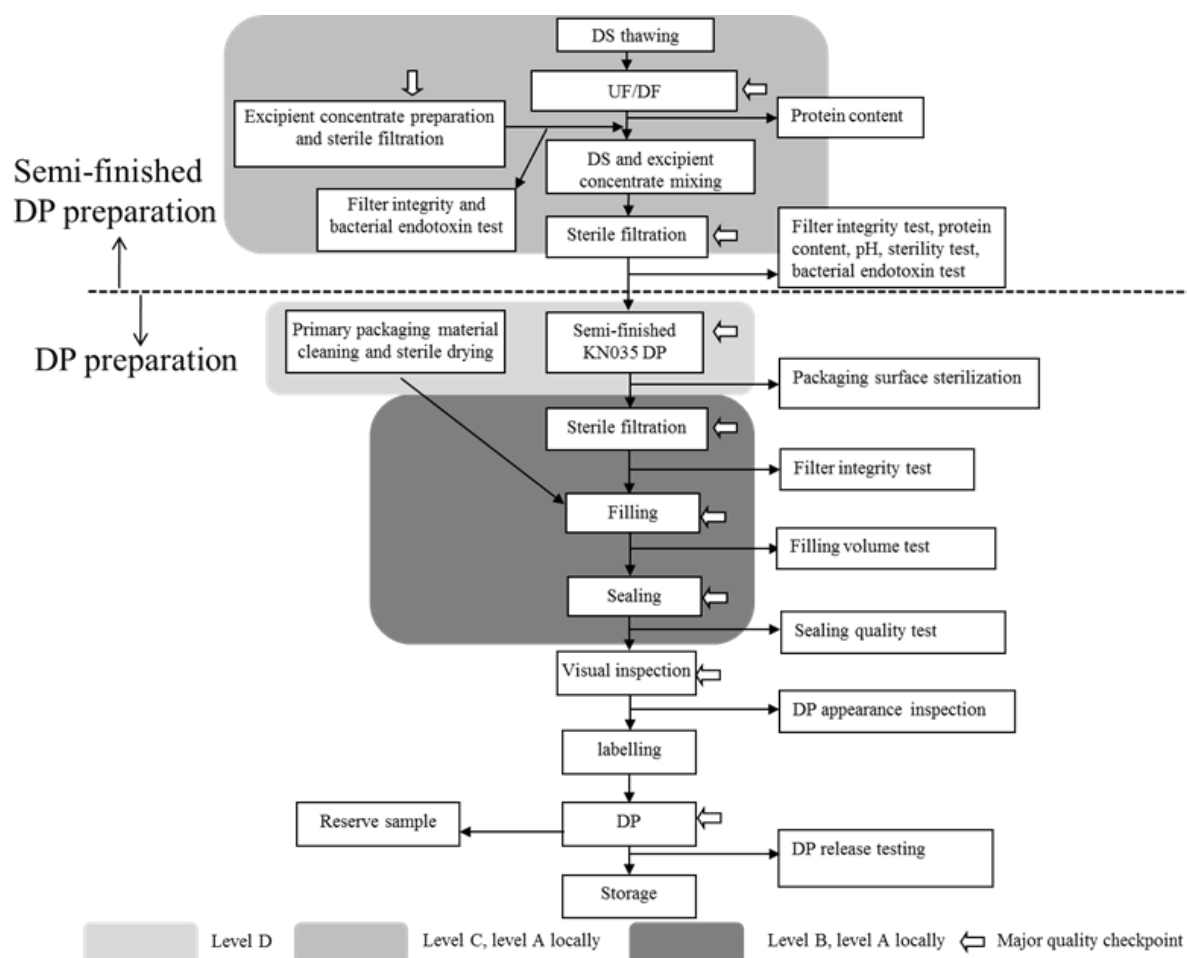 DS thawing
UF/DF
Excipient concentrate preparation
and sterile filtration
Protein content
Semi-finished
DP preparation
DS and excipient
concentrate mixing
Filter integrity and
bacterial endotoxin test
Sterile filtration
Filter integrity test, protein
content, pH, sterility test,
bacterial endotoxin test
DP preparation
Primary packaging material
cleaning and sterile drying
Semi-finished
KN035 DP
Packaging surface sterilization
Sterile filtration
Filter integrity test
Filling
Filling volume test
Sealing
Sealing quality test
Visual inspection
DP appearance inspection
labelling
Reserve sample
DP
DP release testing
Storage
Level D
Level C, level A locally
Level B, level A locally
Major quality checkpoint